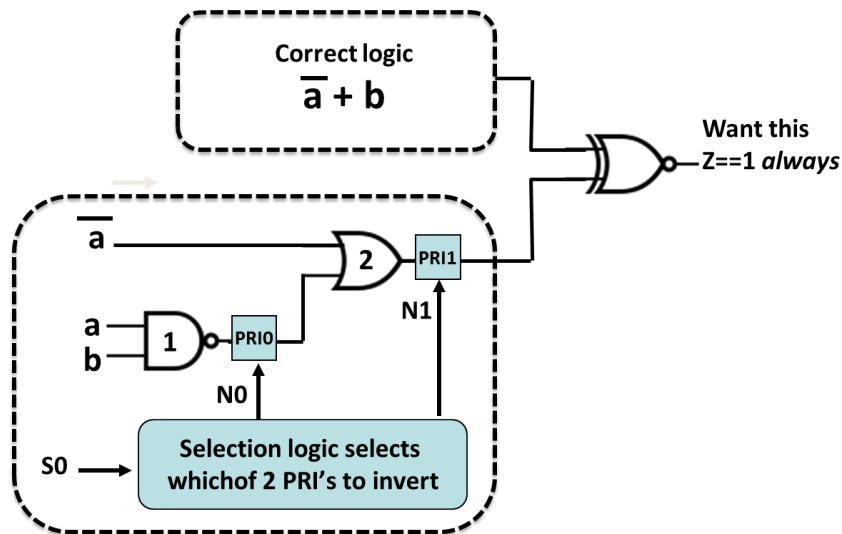 Correct logic
a + b
Want this
Z==1 always
a
2
PRI1
N1
a
b
1
PRI0
N0
S0
Selection logic selects
whichof 2 PRI's to invert